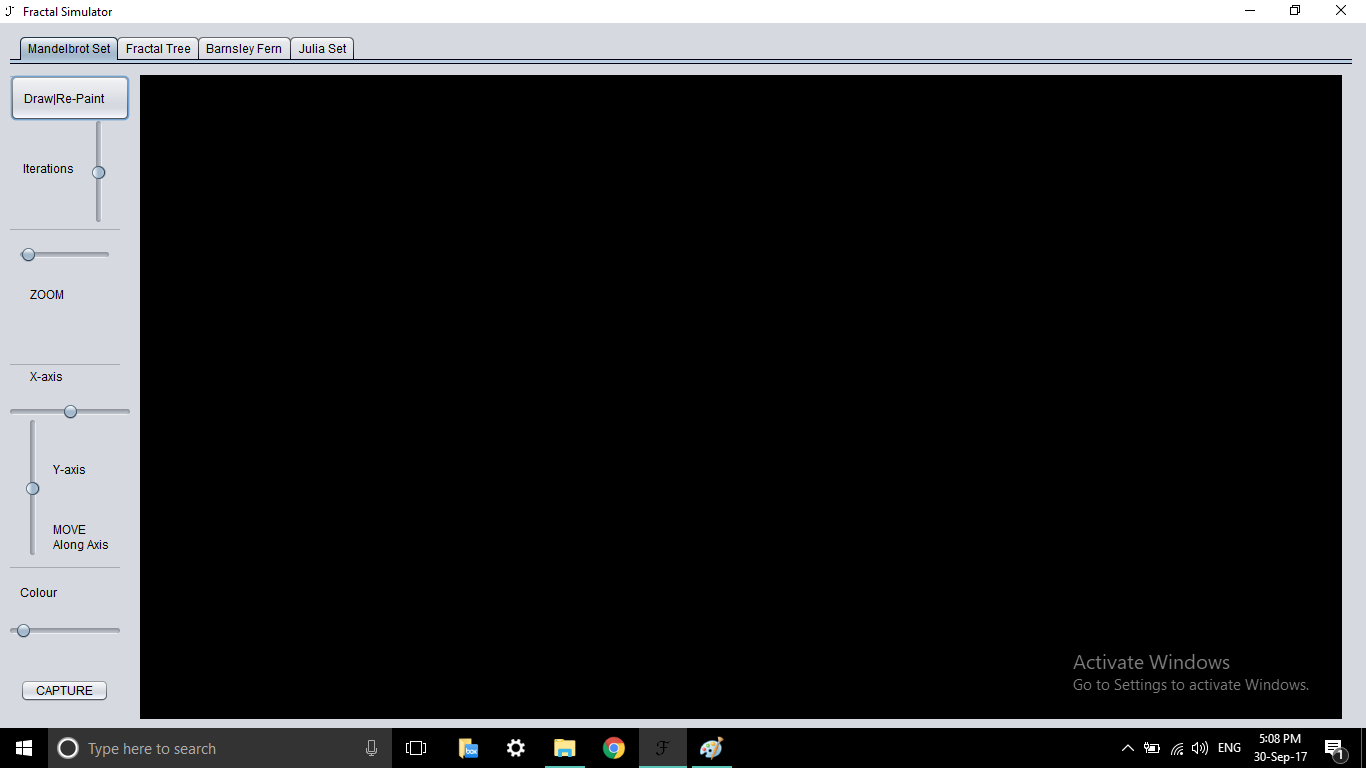 ℱ Fractal Simulator
Mandelbrot Set Fractal Tree Barnsley Fern Julia Set
Draw|Re-Paint
Iterations
ZOOM
X-axis
Y-axis
MOVE
Along Axis
Colour
CAPTURE
Activate Windows
Go to Settings to activate Windows.
Type here to search
box
ℱ
ENG
5:08 PM
30-Sep-17
1